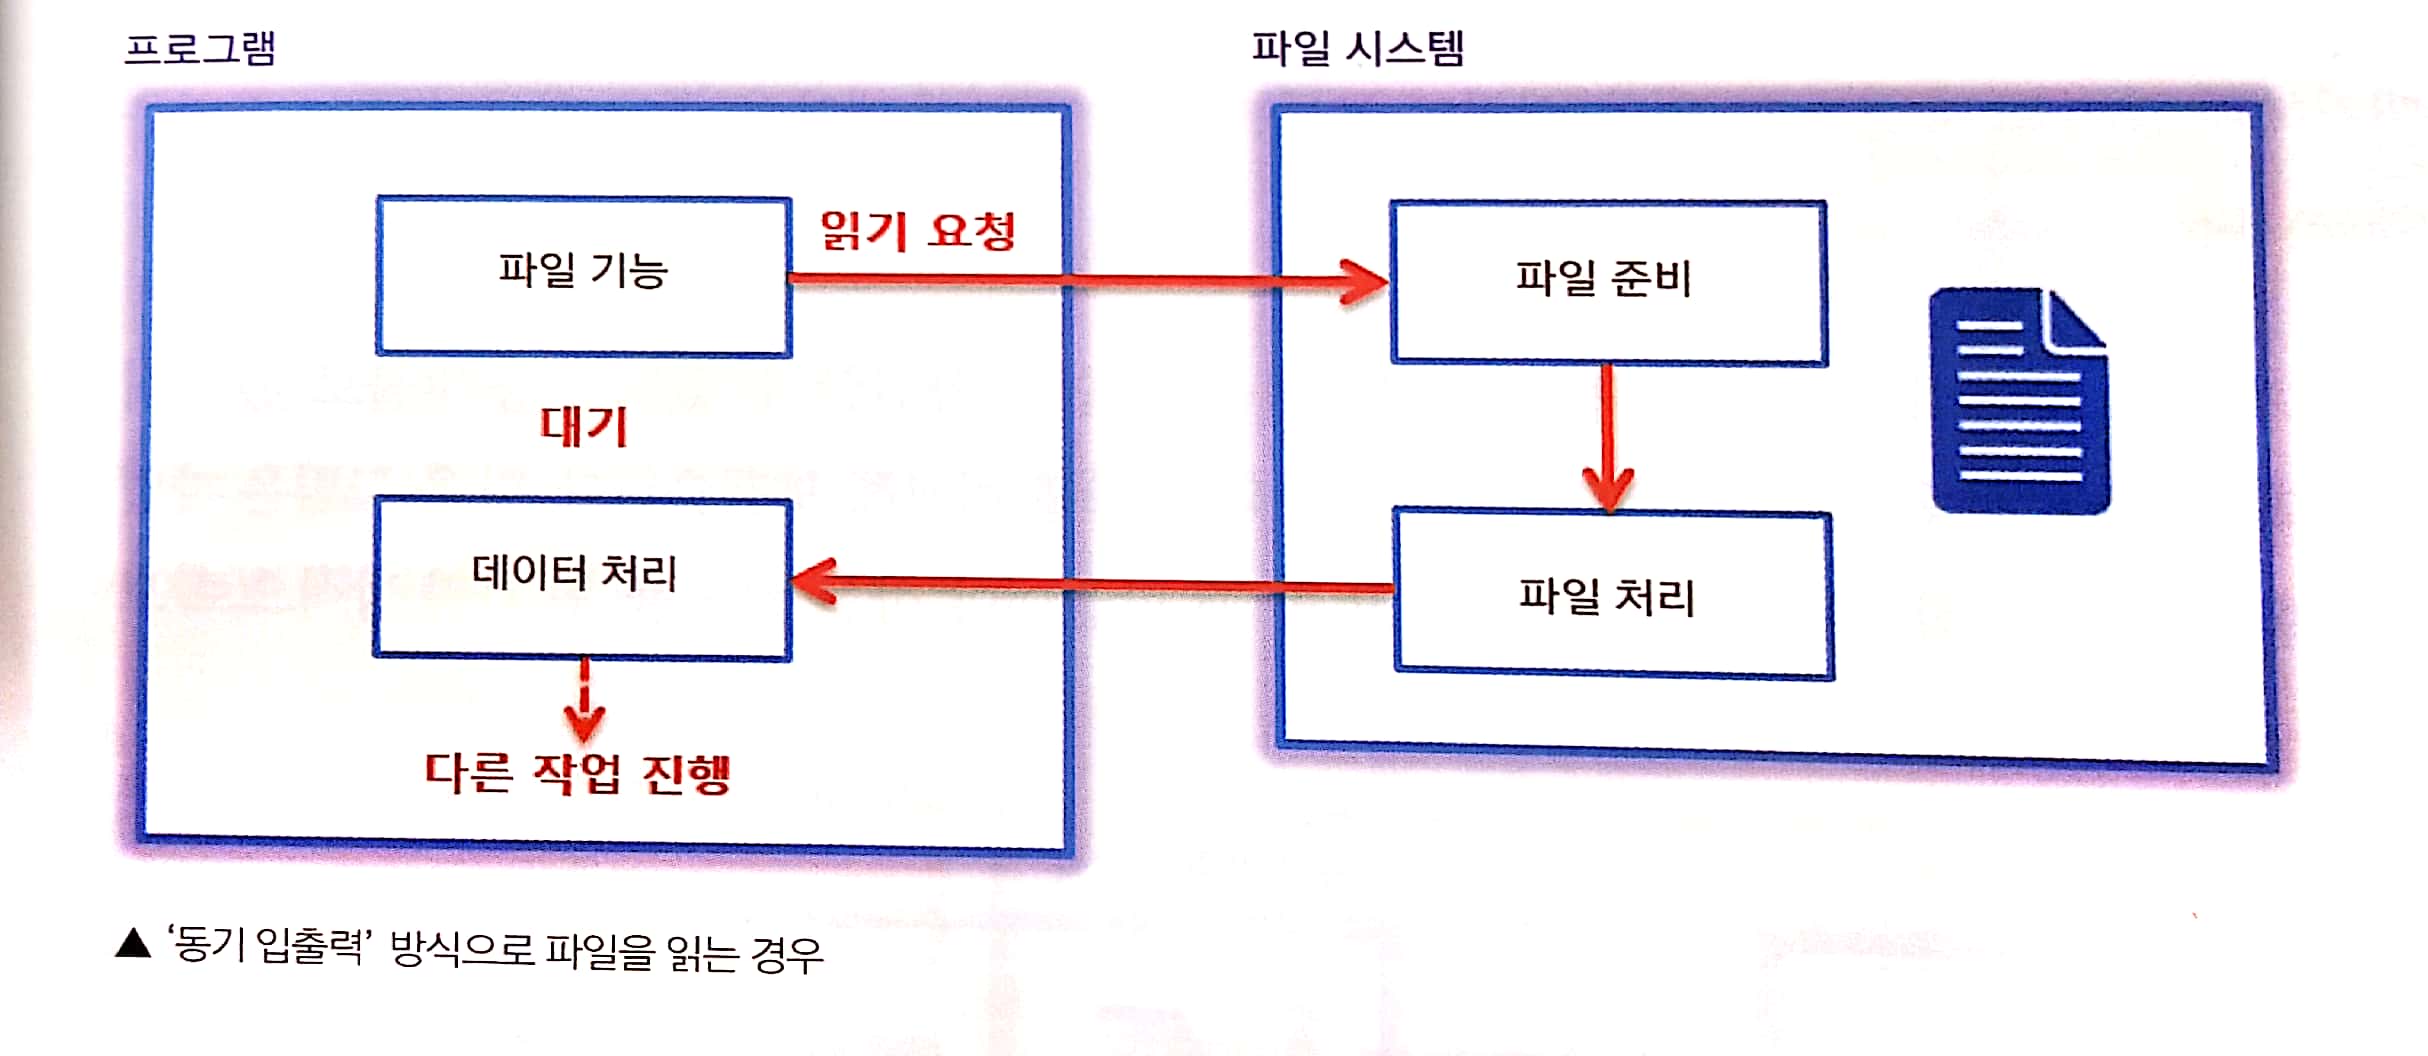 프로그램
파일 시스템
파일 기능
읽기 요청
파일 준비
대기
데이터 처리
파일 처리
다른 작업 진행
▲ ‘동기 입출력’ 방식으로 파일을 읽는 경우